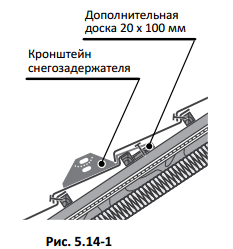 Дополнительная
доска 20 x 100 мм
Кронштейн
снегозадержателя
Рис. 5.14-1